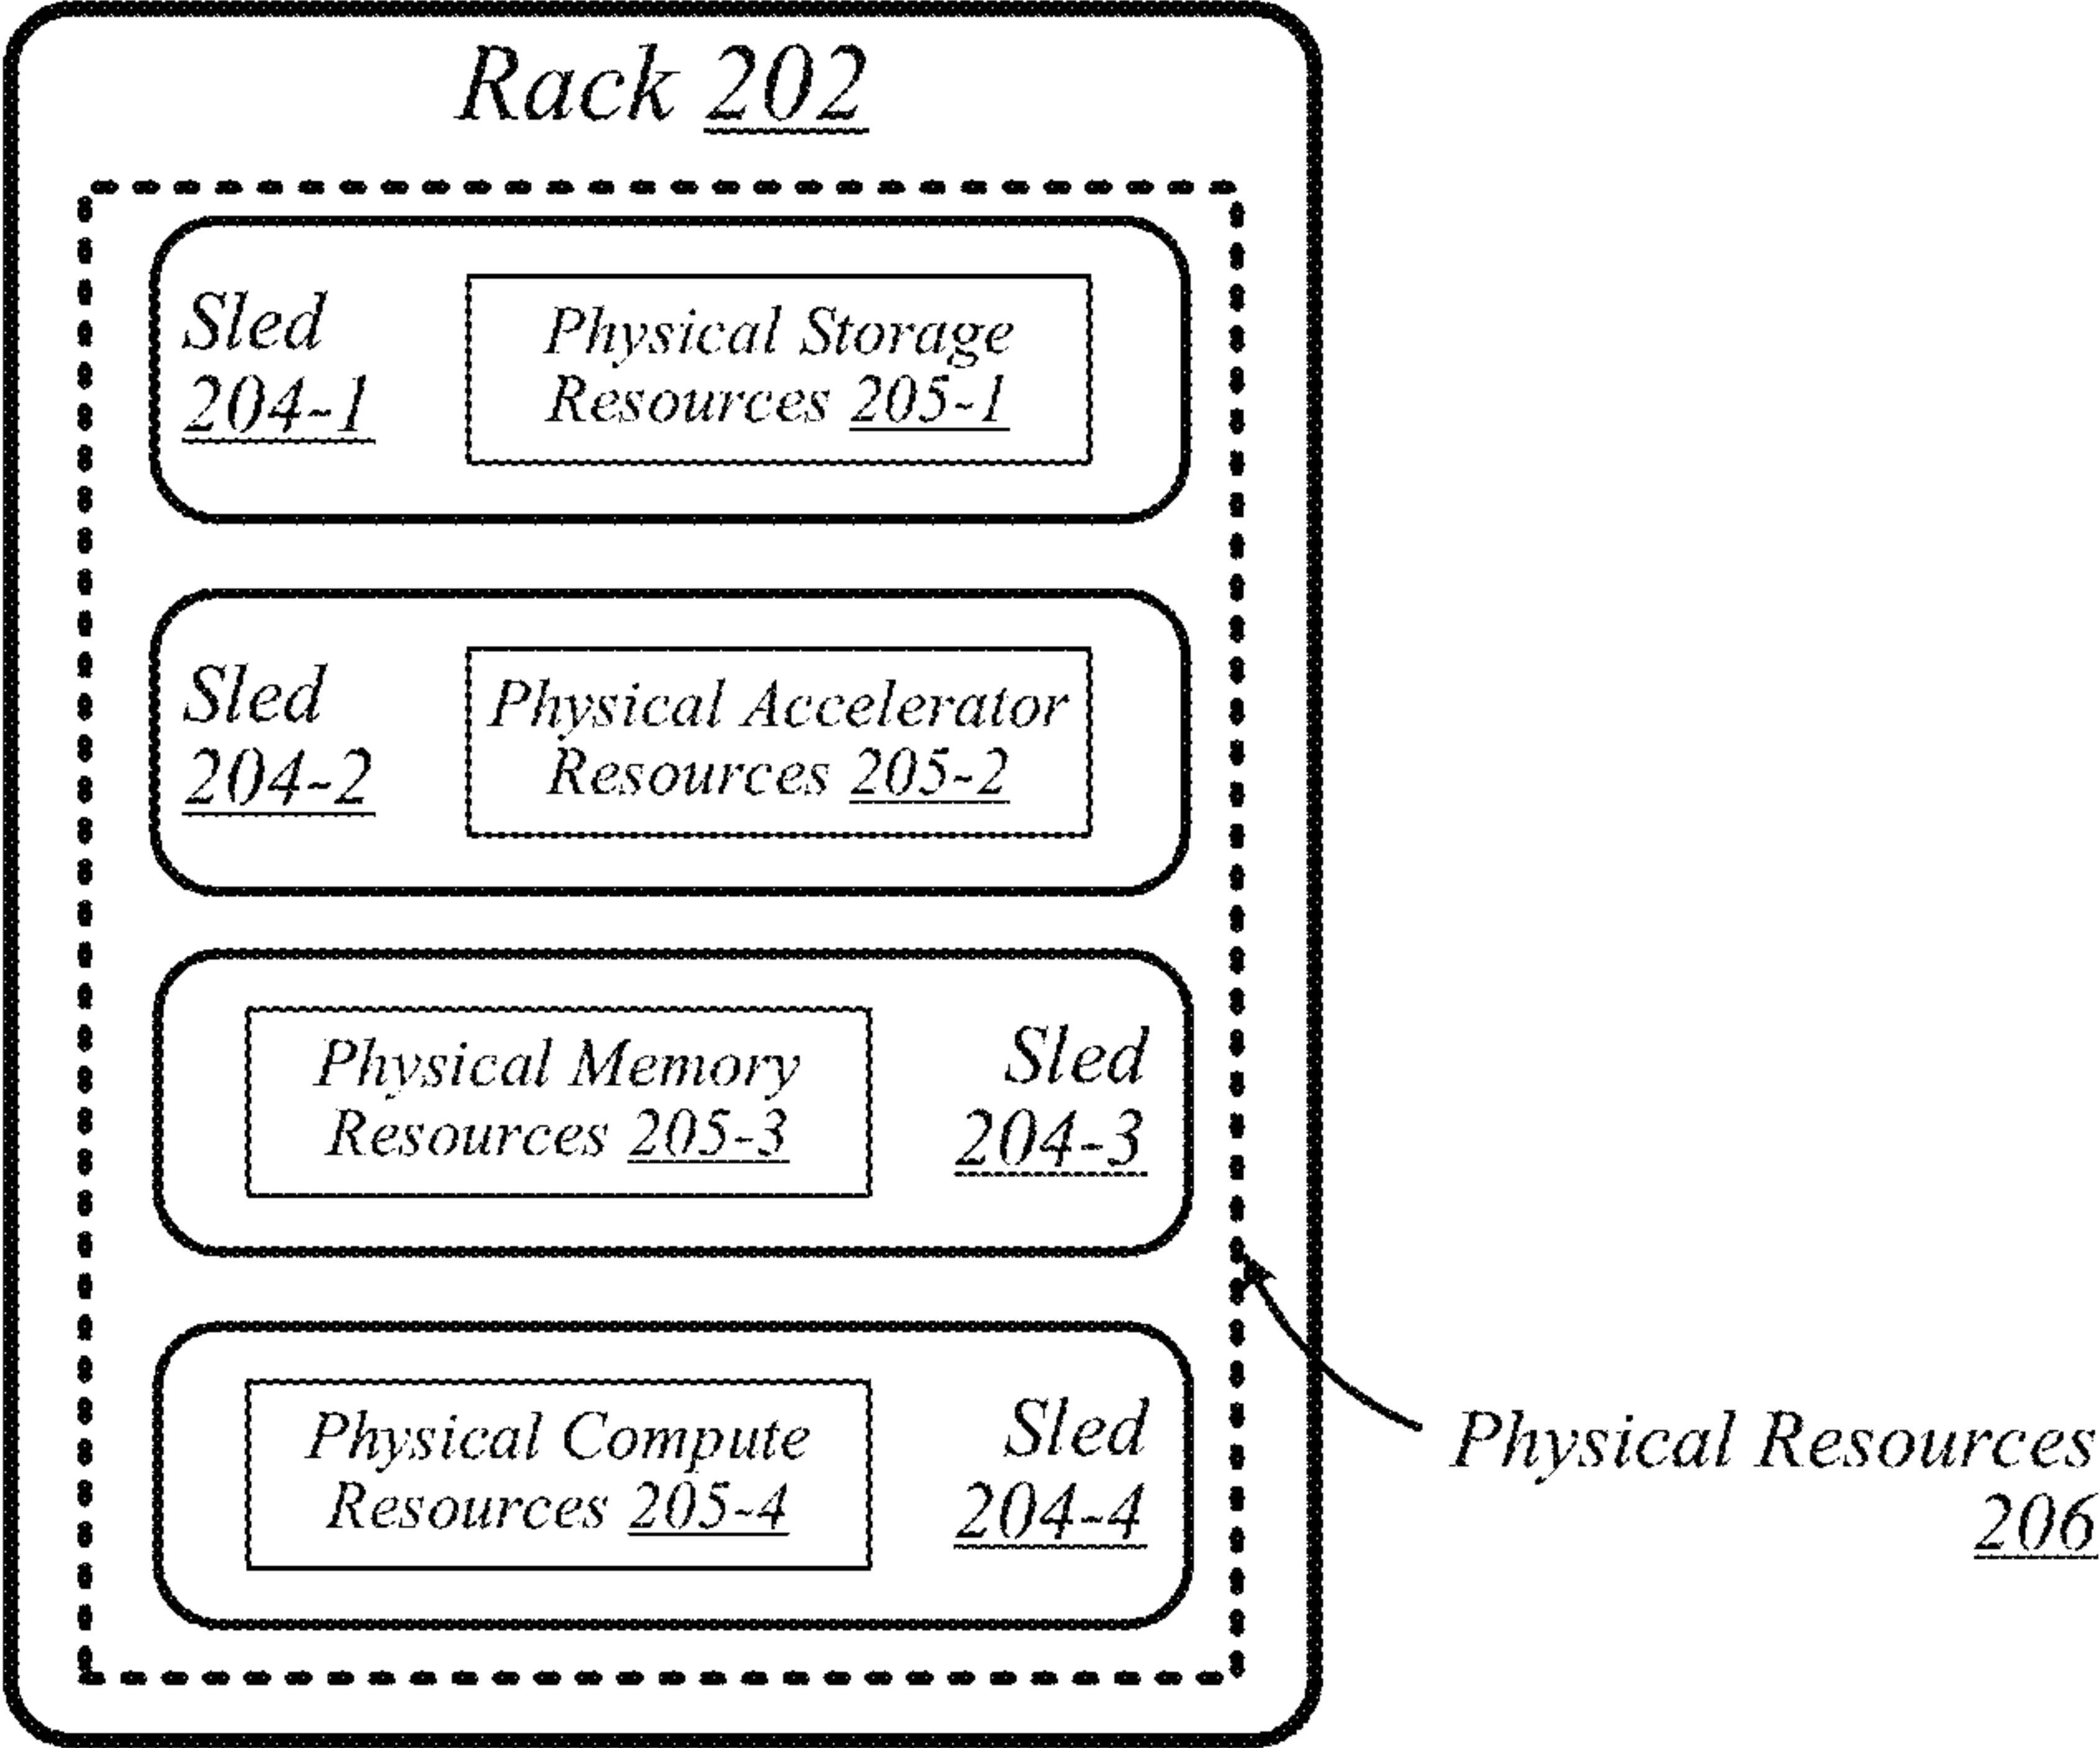 Rack 202
Sled
204-1
Physical Storage
Resources 205-1
Sled
204-2
Physical Accelerator
Resources 205-2
Physical Memory
Resources 205-3
Sled
204-3
Physical Compute
Resources 205-4
Sled
204-4
Physical Resources
206